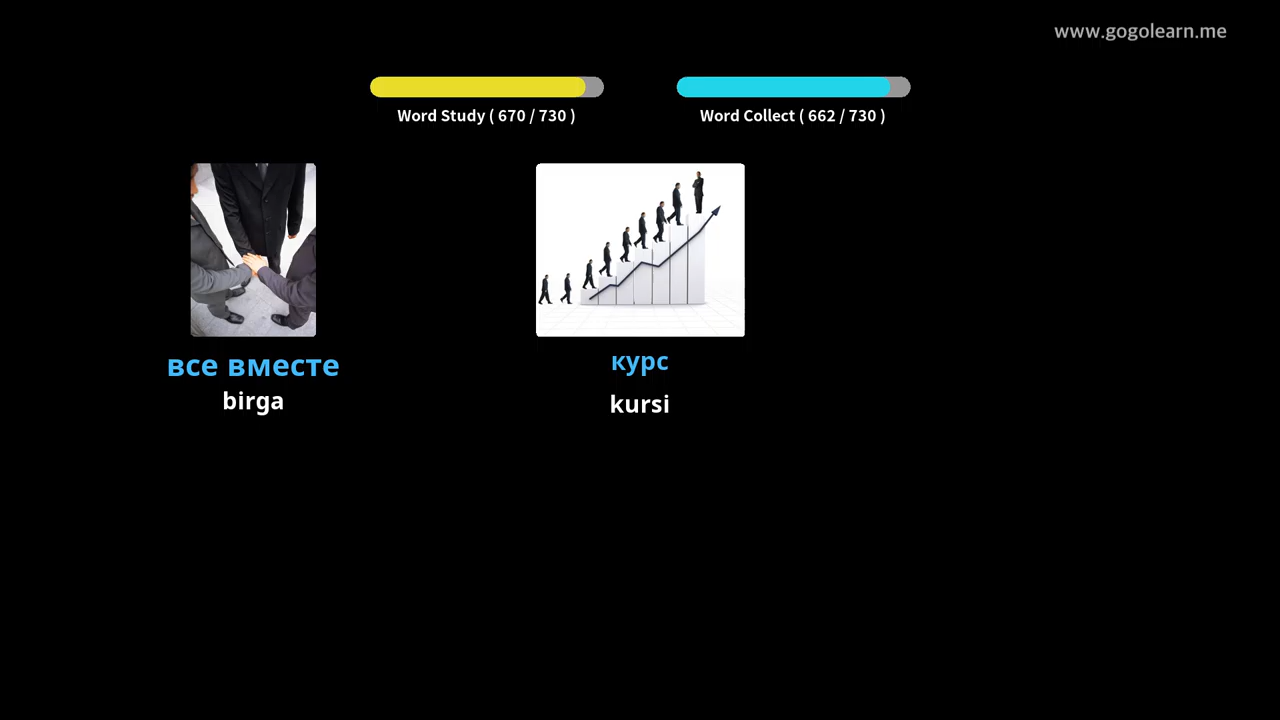 www.gogolearn.me
Word Study ( 670 / 730 )
Word Collect ( 662 / 730 )
все вместе
birga
курс
kursi